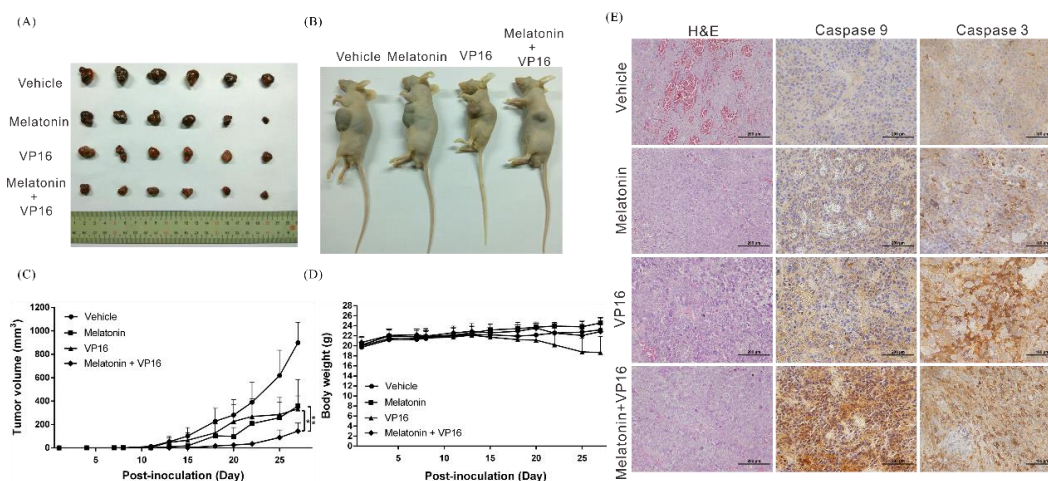 (A)
Vehicle
Melatonin
VP16
Melatonin
+
VP16
(B)
Vehicle Melatonin VP16 Melatonin
+
VP16
(C)
Tumor volume (mm³)
1200
1000
800
600
400
200
0
5 10 15 20 25
Post-inoculation (Day)
Vehicle
Melatonin
VP16
Melatonin + VP16
**
**
(D)
Body weight (g)
28
26
24
22
20
18
16
14
12
10
8
6
4
2
0
5 10 15 20 25
Post-inoculation (Day)
Vehicle
Melatonin
VP16
Melatonin + VP16
(E)
H&E Caspase 9 Caspase 3
Vehicle
Melatonin
VP16
Melatonin+VP16